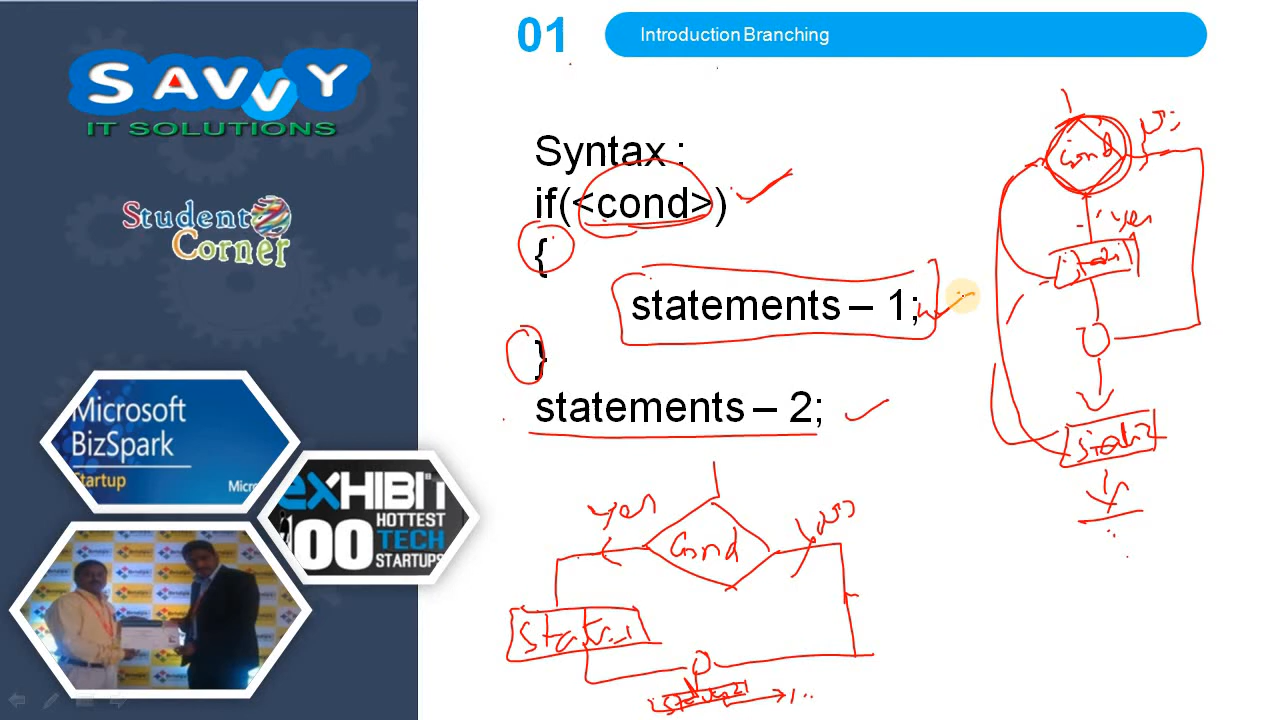 SAVVY
IT SOLUTIONS
Student
Corner
Microsoft
BizSpark
Startup
Micros
eXHIBIT
100
HOTTEST
TECH
STARTUPS
01
Introduction Branching
Syntax :
if(<cond>)
{
statements – 1;
}
statements – 2;
cond
yes
cond
yes